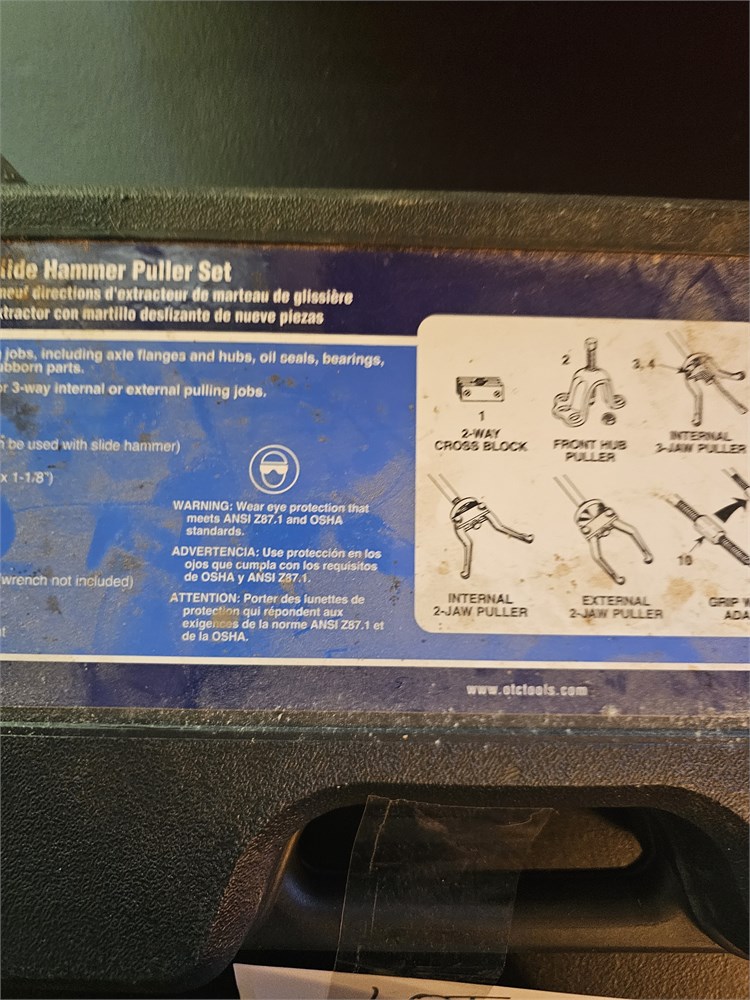 lide Hammer Puller Set
neuf directions d'extracteur de marteau de glissière
tractor con martillo deslizante de nueve piezas
jobs, including axle flanges and hubs, oil seals, bearings,
ubborn parts.
or 3-way internal or external pulling jobs.
be used with slide hammer)
x 1-1/8")
wrench not included)
WARNING: Wear eye protection that
meets ANSI Z87.1 and OSHA
standards.
ADVERTENCIA: Use protección en los
ojos que cumpla con los requisitos
de OSHA y ANSI Z87.1.
ATTENTION: Porter des lunettes de
protection qui répondent aux
exigences de la norme ANSI Z87.1 et
de la OSHA.
1
2-WAY
CROSS BLOCK
2
FRONT HUB
PULLER
3, 4
INTERNAL
3-JAW PULLER
INTERNAL
2-JAW PULLER
EXTERNAL
2-JAW PULLER
10
GRIP W
ADA
www.otctools.com